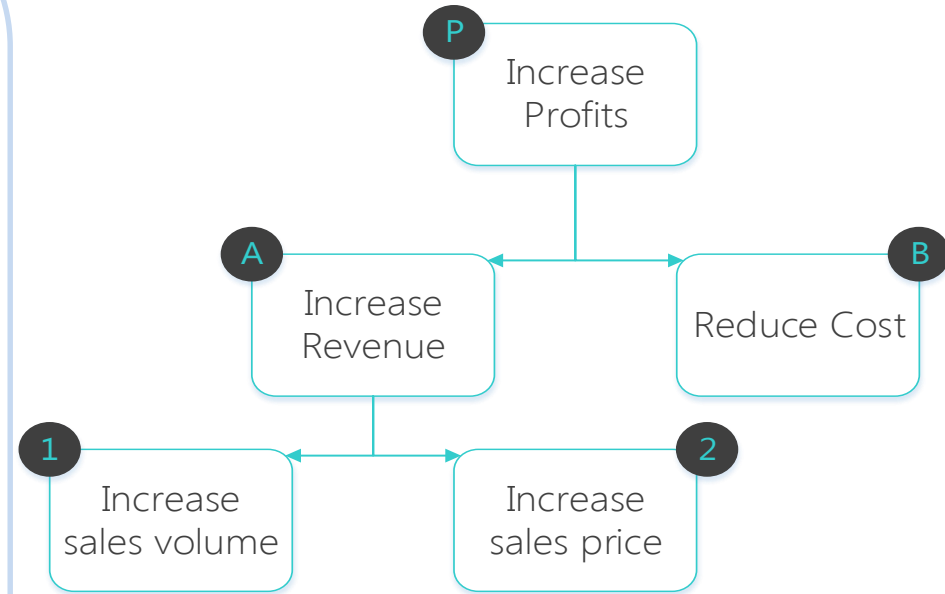 P
Increase
Profits
A
Increase
Revenue
B
Reduce Cost
1
Increase
sales volume
2
Increase
sales price